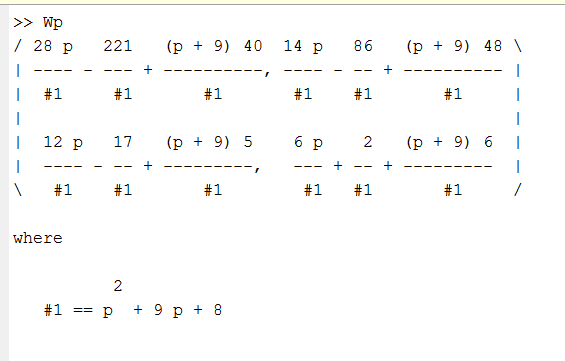 >> Wp
/ 28 p   221   (p + 9) 40  14 p   86   (p + 9) 48 \
| ---- - --- + ----------, ---- - -- + ---------- |
|  #1     #1       #1       #1    #1       #1     |
|                                                 |
|  12 p   17   (p + 9) 5    6 p    2   (p + 9) 6  |
|  ---- - -- + ---------,   --- + -- + ---------  |
\   #1    #1       #1        #1   #1       #1     /
where
2
#1 == p  + 9 p + 8